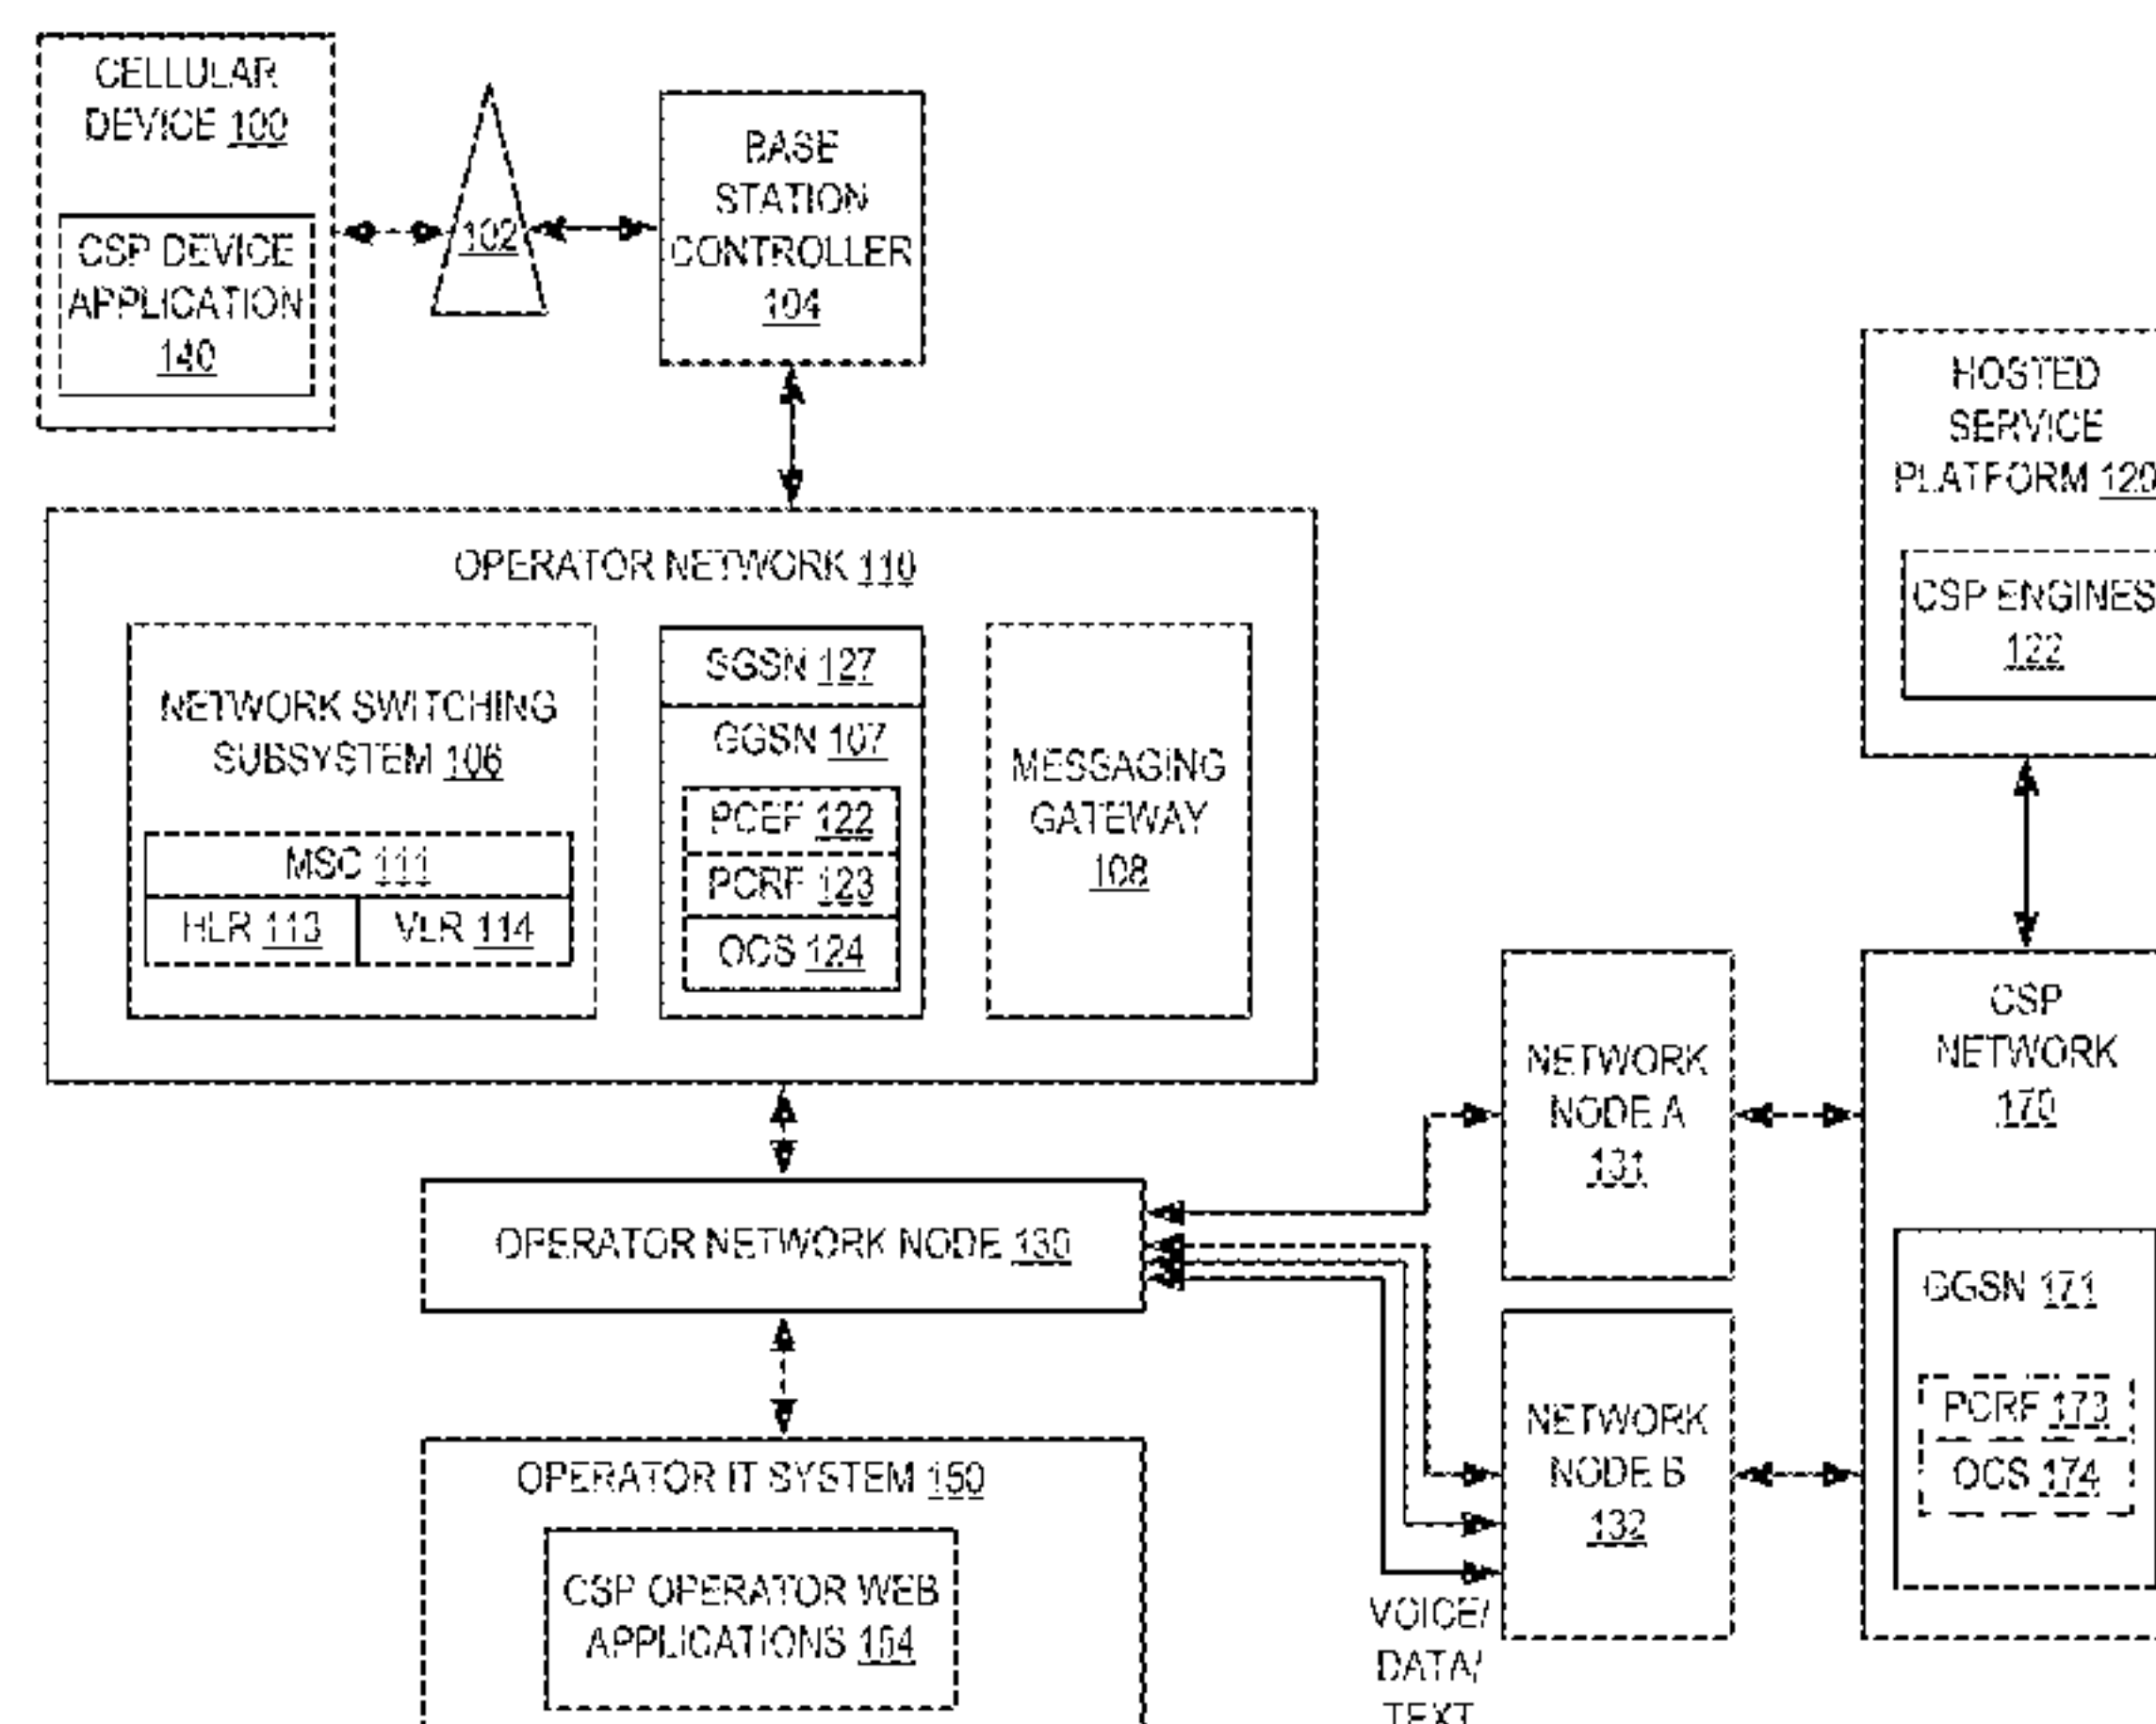 CELLULAR
DEVICE 100
CSP DEVICE
APPLICATION
140
102
BASE
STATION
CONTROLLER
104
HOSTED
SERVICE
PLATFORM 120
CSP ENGINES
122
OPERATOR NETWORK 110
NETWORK SWITCHING
SUBSYSTEM 106
MSC 111
HLR 113
VLR 114
SGSN 127
GGSN 107
PCEF 122
PCRF 123
OCS 124
MESSAGING
GATEWAY
108
NETWORK
NODE A
131
CSP
NETWORK
170
OPERATOR NETWORK NODE 130
GGSN 171
PCRF 173
OCS 174
NETWORK
NODE B
132
OPERATOR IT SYSTEM 150
CSP OPERATOR WEB
APPLICATIONS 154
VOICE/
DATA/
TEXT